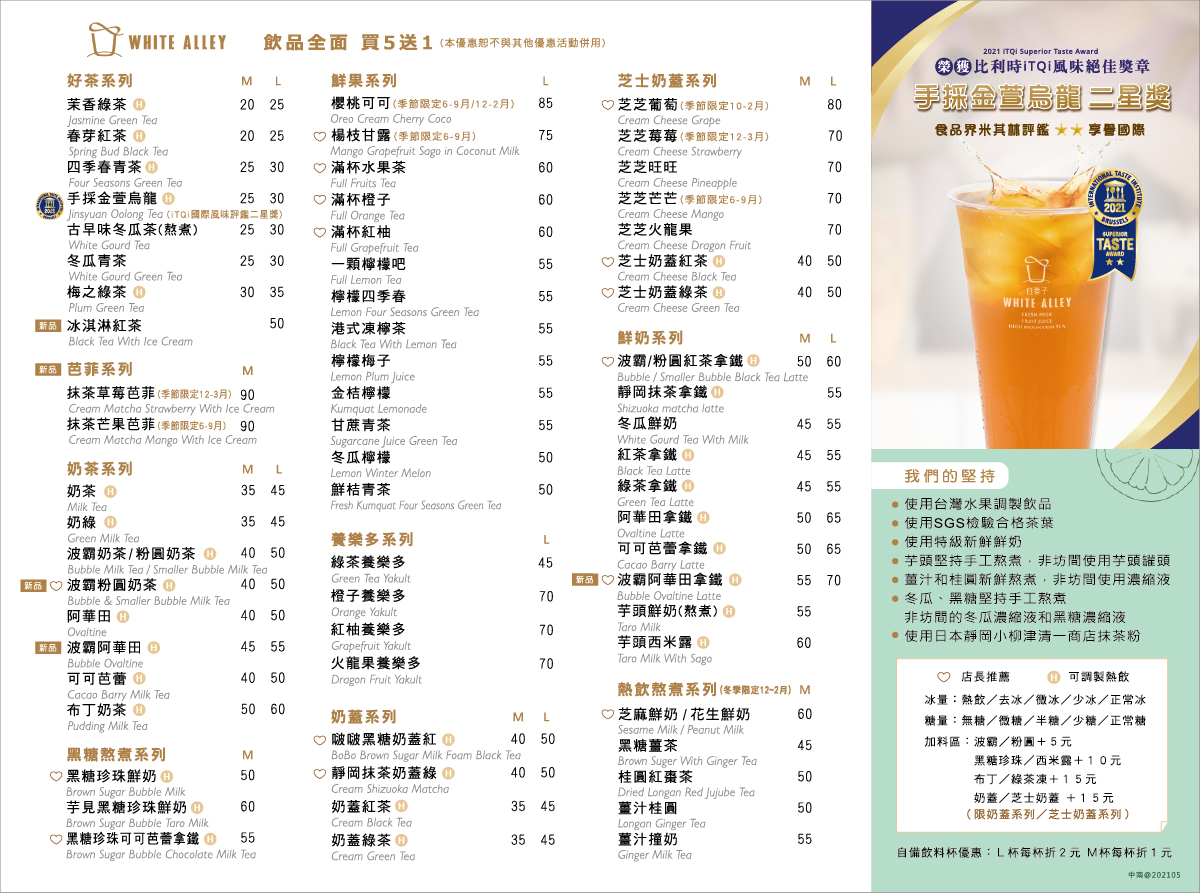 WHITE ALLEY 飲品全面 買5送1 (本優惠恕不與其他優惠活動併用)
好茶系列 M L
茉香綠茶 H 20 25
Jasmine Green Tea
春芽紅茶 H 20 25
Spring Bud Black Tea
四季春青茶 H 25 30
Four Seasons Green Tea
手採金萱烏龍 H 25 30
Jinsyuan Oolong Tea (iTQi國際風味評鑑二星獎)
古早味冬瓜茶(熬煮) 25 30
White Gourd Tea
冬瓜青茶 25 30
White Gourd Green Tea
梅之綠茶 H 30 35
Plum Green Tea
新品 冰淇淋紅茶 50
Black Tea With Ice Cream
新品 芭菲系列 M
抹茶草莓芭菲 (季節限定12-3月) 90
Cream Matcha Strawberry With Ice Cream
抹茶芒果芭菲 (季節限定6-9月) 90
Cream Matcha Mango With Ice Cream
奶茶系列 M L
奶茶 H 35 45
Milk Tea
奶綠 H 35 45
Green Milk Tea
波霸奶茶/粉圓奶茶 H 40 50
Bubble Milk Tea / Smaller Bubble Milk Tea
新品 波霸粉圓奶茶 H 40 50
Bubble & Smaller Bubble Milk Tea
阿華田 H 40 50
Ovaltine
新品 波霸阿華田 H 45 55
Bubble Ovaltine
可可芭蕾 H 40 50
Cacao Barry Milk Tea
布丁奶茶 H 50 60
Pudding Milk Tea
黑糖熬煮系列 M
黑糖珍珠鮮奶 H 50
Brown Sugar Bubble Milk
芋見黑糖珍珠鮮奶 H 60
Brown Sugar Bubble Taro Milk
黑糖珍珠可可芭蕾拿鐵 H 55
Brown Sugar Bubble Chocolate Milk Tea
鮮果系列 L
櫻桃可可 (季節限定6-9月/12-2月) 85
Oreo Cream Cherry Coco
楊枝甘露 (季節限定6-9月) 75
Mango Grapefruit Sago in Coconut Milk
滿杯水果茶 60
Full Fruits Tea
滿杯橙子 60
Full Orange Tea
滿杯紅柚 60
Full Grapefruit Tea
一顆檸檬吧 55
Full Lemon Tea
檸檬四季春 55
Lemon Four Seasons Green Tea
港式凍檸茶 55
Black Tea With Lemon Tea
檸檬梅子 55
Lemon Plum Juice
金桔檸檬 55
Kumquat Lemonade
甘蔗青茶 55
Sugarcane Juice Green Tea
冬瓜檸檬 50
Lemon Winter Melon
鮮桔青茶 50
Fresh Kumquat Four Seasons Green Tea
養樂多系列 L
綠茶養樂多 45
Green Tea Yakult
橙子養樂多 70
Orange Yakult
紅柚養樂多 70
Grapefruit Yakult
火龍果養樂多 70
Dragon Fruit Yakult
奶蓋系列 M L
啵啵黑糖奶蓋紅 H 40 50
BoBo Brown Sugar Milk Foam Black Tea
靜岡抹茶奶蓋綠 H 40 50
Cream Shizuoka Matcha
奶蓋紅茶 H 35 45
Cream Black Tea
奶蓋綠茶 H 35 45
Cream Green Tea
芝士奶蓋系列 M L
芝芝葡萄 (季節限定10-2月) 80
Cream Cheese Grape
芝芝莓莓 (季節限定12-3月) 70
Cream Cheese Strawberry
芝芝旺旺 70
Cream Cheese Pineapple
芝芝芒芒 (季節限定6-9月) 70
Cream Cheese Mango
芝芝火龍果 70
Cream Cheese Dragon Fruit
芝士奶蓋紅茶 H 40 50
Cream Cheese Black Tea
芝士奶蓋綠茶 H 40 50
Cream Cheese Green Tea
鮮奶系列 M L
波霸/粉圓紅茶拿鐵 H 50 60
Bubble / Smaller Bubble Black Tea Latte
靜岡抹茶拿鐵 H 55
Shizuoka matcha latte
冬瓜鮮奶 45 55
White Gourd Tea With Milk
紅茶拿鐵 H 45 55
Black Tea Latte
綠茶拿鐵 H 45 55
Green Tea Latte
阿華田拿鐵 H 50 65
Ovaltine Latte
可可芭蕾拿鐵 H 50 65
Cacao Barry Latte
新品 波霸阿華田拿鐵 H 55 70
Bubble Ovaltine Latte
芋頭鮮奶(熬煮) H 55
Taro Milk
芋頭西米露 H 60
Taro Milk With Sago
熱飲熬煮系列 (冬季限定12~2月) M
芝麻鮮奶 / 花生鮮奶 60
Sesame Milk / Peanut Milk
黑糖薑茶 45
Brown Suger With Ginger Tea
桂圓紅棗茶 50
Dried Longan Red Jujube Tea
薑汁桂圓 50
Longan Ginger Tea
薑汁撞奶 55
Ginger Milk Tea
2021 iTQi Superior Taste Award
榮獲比利時iTQi風味絕佳獎章
手採金萱烏龍 二星獎
食品界米其林評鑑 ★★ 享譽國際
INTERNATIONAL TASTE INSTITUTE
2021
BRUSSELS
SUPERIOR
TASTE
AWARD
白巷子
WHITE ALLEY
FRESH MILK
FRUIT JUICE
HIGH MOUNTAIN TEA
我們的堅持
使用台灣水果調製飲品
使用SGS檢驗合格茶葉
使用特級新鮮鮮奶
芋頭堅持手工熬煮，非坊間使用芋頭罐頭
薑汁和桂圓新鮮熬煮，非坊間使用濃縮液
冬瓜、黑糖堅持手工熬煮
非坊間的冬瓜濃縮液和黑糖濃縮液
使用日本靜岡小柳津清一商店抹茶粉
店長推薦 H 可調製熱飲
冰量：熱飲／去冰／微冰／少冰／正常冰
糖量：無糖／微糖／半糖／少糖／正常糖
加料區：波霸／粉圓＋５元
黑糖珍珠／西米露＋１０元
布丁／綠茶凍＋１５元
奶蓋／芝士奶蓋 ＋１５元
（限奶蓋系列／芝士奶蓋系列）
自備飲料杯優惠：Ｌ杯每杯折２元 Ｍ杯每杯折１元
中南@202105